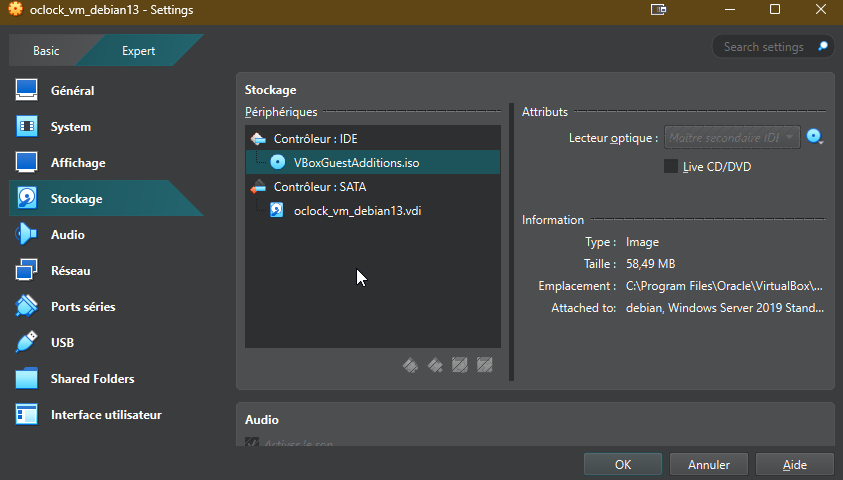 oclock_vm_debian13 - Settings
Basic
Expert
Search settings
Général
System
Affichage
Stockage
Audio
Réseau
Ports séries
USB
Shared Folders
Interface utilisateur
Stockage
Périphériques
Contrôleur : IDE
VBoxGuestAdditions.iso
Contrôleur : SATA
oclock_vm_debian13.vdi
Attributs
Lecteur optique : Maître secondaire IDE
Live CD/DVD
Information
Type : Image
Taille : 58,49 MB
Emplacement : C:\Program Files\Oracle\VirtualBox\...
Attached to: debian, Windows Server 2019 Stand...
Audio
Activer le son
OK
Annuler
Aide